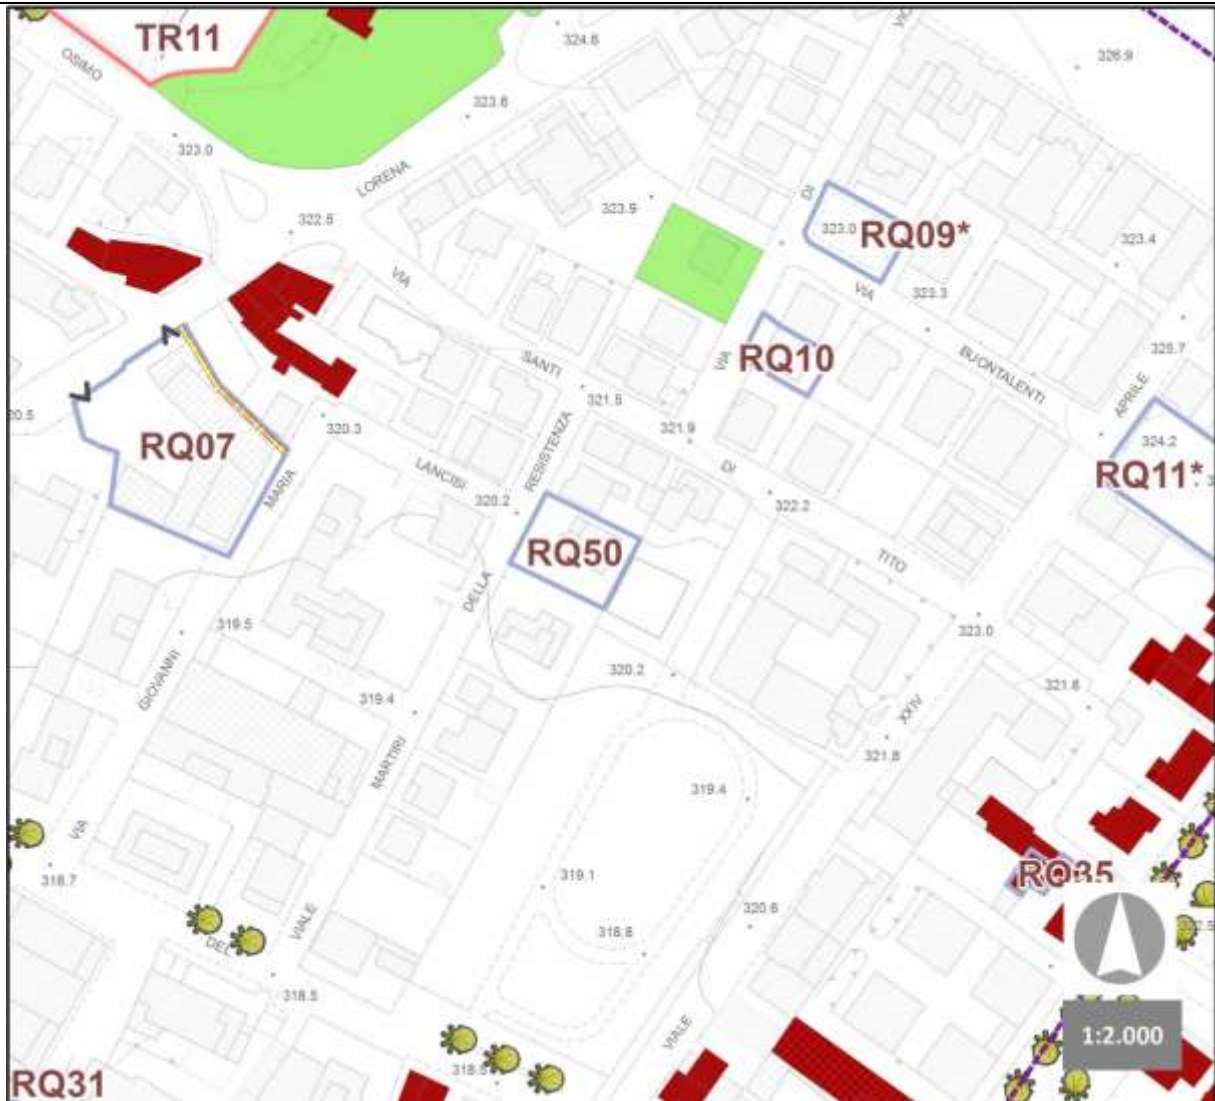 TR11
324.6
326.9
OSIMO
323.6
323.0
LORENA
DI
323.5
322.5
323.0
RQ09*
323.4
VIA
VIA
323.3
SANTI
VIA
RQ10
BUONTALENTI
321.5
APRILE
320.3
RESISTENZA
321.9
324.2
RQ07
LANCISI
DI
RQ11*
MARIA
320.2
322.2
RQ50
TITO
DELLA
319.5
323.0
GIOVANNI
320.2
321.6
319.4
XXIV
MARTIRI
321.8
319.4
VIA
318.7
319.1
RQ35
320.6
VIALE
DEL
318.8
318.5
VIALE
1:2.000
318.5
RQ31